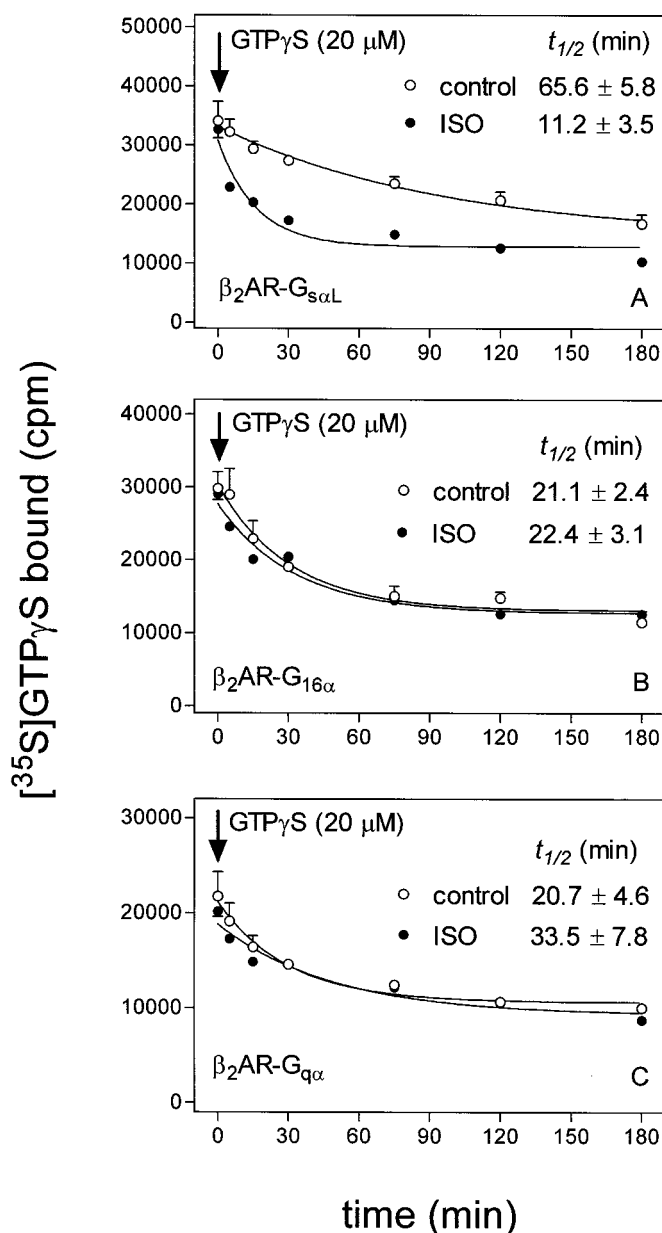 [³⁵S]GTPγS bound (cpm)
50000
40000
30000
20000
10000
0
GTPγS (20 μM)
t₁/₂ (min)
control 65.6 ± 5.8
ISO 11.2 ± 3.5
β₂AR-GsαL
A
0 30 60 90 120 150 180
40000
30000
20000
10000
0
GTPγS (20 μM)
t₁/₂ (min)
control 21.1 ± 2.4
ISO 22.4 ± 3.1
β₂AR-G₁₆α
B
0 30 60 90 120 150 180
30000
20000
10000
0
GTPγS (20 μM)
t₁/₂ (min)
control 20.7 ± 4.6
ISO 33.5 ± 7.8
β₂AR-Gqα
C
0 30 60 90 120 150 180
time (min)